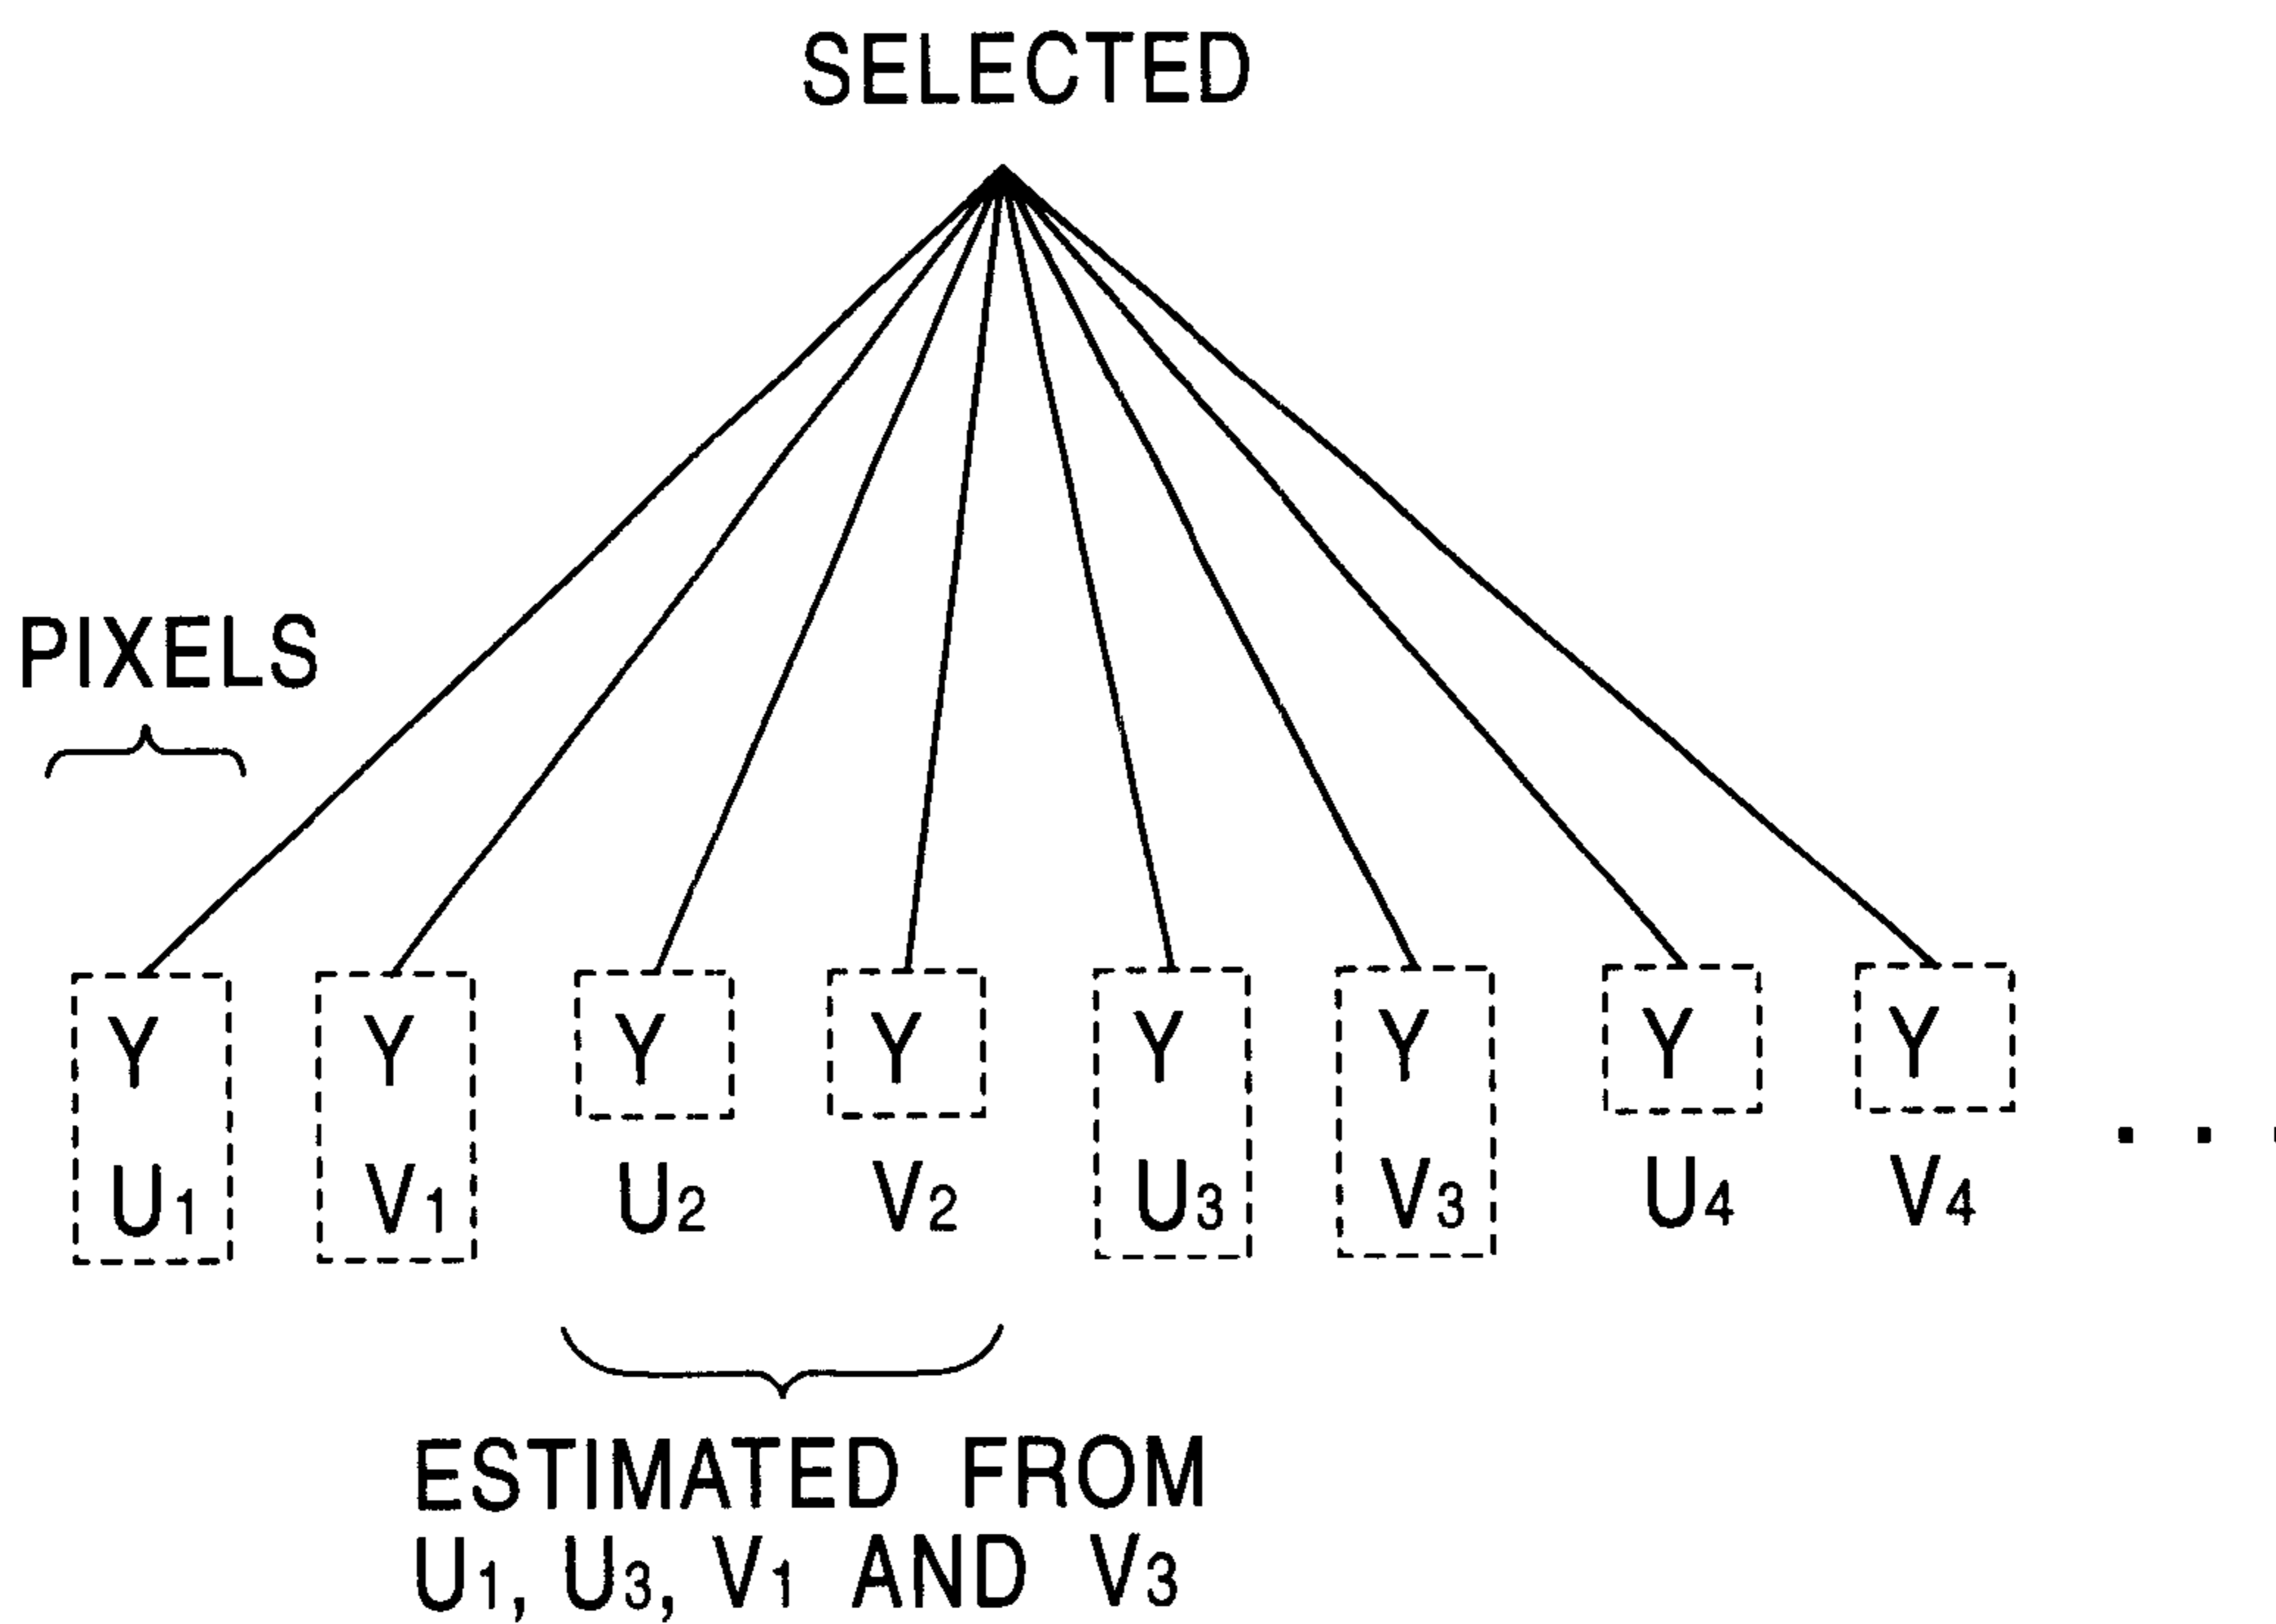 SELECTED
PIXELS
Y Y Y Y Y Y Y Y
U1 V1 U2 V2 U3 V3 U4 V4 . . .
ESTIMATED FROM
U1, U3, V1 AND V3